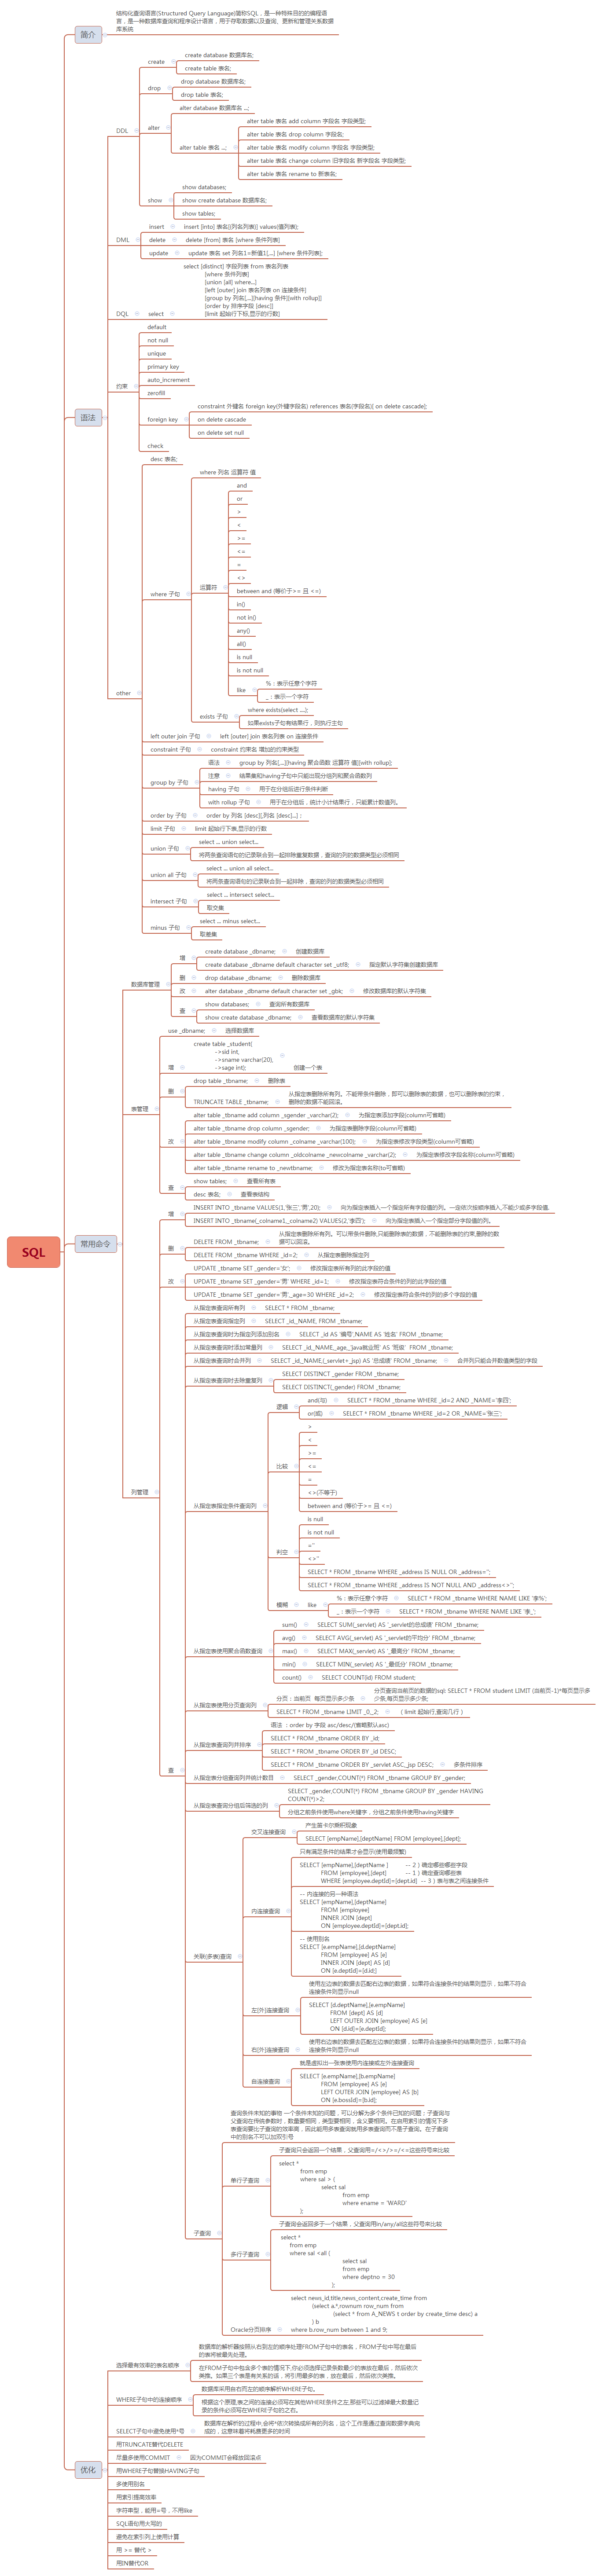 SQL
简介
结构化查询语言(Structured Query Language)简称SQL，是一种特殊目的的编程语
言，是一种数据库查询和程序设计语言，用于存取数据以及查询、更新和管理关系数据
库系统
语法
DDL
create
create database 数据库名;
create table 表名;
drop
drop database 数据库名;
drop table 表名;
alter
alter database 数据库名 ...;
alter table 表名 ...;
alter table 表名 add column 字段名 字段类型;
alter table 表名 drop column 字段名;
alter table 表名 modify column 字段名 字段类型;
alter table 表名 change column 旧字段名 新字段名 字段类型;
alter table 表名 rename to 新表名;
show
show databases;
show create database 数据库名;
show tables;
DML
insert
insert [into] 表名[(列名列表)] values(值列表);
delete
delete [from] 表名 [where 条件列表]
update
update 表名 set 列名1=新值1[,...] [where 条件列表];
DQL
select
select [distinct] 字段列表 from 表名列表
[where 条件列表]
[union [all] where...]
[left [outer] join 表名列表 on 连接条件]
[group by 列名[,...][having 条件][with rollup]]
[order by 排序字段 [desc]]
[limit 起始行下标,显示的行数]
约束
default
not null
unique
primary key
auto_increment
zerofill
foreign key
constraint 外键名 foreign key(外键字段名) references 表名(字段名)[ on delete cascade];
on delete cascade
on delete set null
check
other
desc 表名;
where 子句
where 列名 运算符 值
运算符
and
or
>
<
>=
<=
=
<>
between and (等价于>= 且 <=)
in()
not in()
any()
all()
is null
is not null
like
%：表示任意个字符
_：表示一个字符
exists 子句
where exists(select ....);
如果exists子句有结果行，则执行主句
left outer join 子句
left [outer] join 表名列表 on 连接条件
constraint 子句
constraint 约束名 增加的约束类型
group by 子句
语法
group by 列名[,...][having 聚合函数 运算符 值][with rollup];
注意
结果集和having子句中只能出现分组列和聚合函数列
having 子句
用于在分组后进行条件判断
with rollup 子句
用于在分组后，统计小计结果行，只能累计数值列。
order by 子句
order by 列名 [desc][,列名 [desc]...]：
limit 子句
limit 起始行下表,显示的行数
union 子句
select ... union select...
将两条查询语句的记录联合到一起排除重复数据，查询的列的数据类型必须相同
union all 子句
select ... union all select...
将两条查询语句的记录联合到一起排除，查询的列的数据类型必须相同
intersect 子句
select ... intersect select...
取交集
minus 子句
select ... minus select...
取差集
常用命令
数据库管理
增
create database _dbname;
创建数据库
create database _dbname default character set _utf8;
指定默认字符集创建数据库
删
drop database _dbname;
删除数据库
改
alter database _dbname default character set _gbk;
修改数据库的默认字符集
查
show databases;
查询所有数据库
show create database _dbname;
查看数据库的默认字符集
表管理
use _dbname;
选择数据库
增
create table _student(
->sid int,
->sname varchar(20),
->sage int);
创建一个表
删
drop table _tbname;
删除表
TRUNCATE TABLE _tbname;
从指定表删除所有列。不能带条件删除，即可以删除表的数据，也可以删除表的约束，
删除的数据不能回滚。
改
alter table _tbname add column _sgender _varchar(2);
为指定表添加字段(column可省略)
alter table _tbname drop column _sgender;
为指定表删除字段(column可省略)
alter table _tbname modify column _colname _varchar(100);
为指定表修改字段类型(column可省略)
alter table _tbname change column _oldcolname _newcolname _varchar(2);
为指定表修改字段名称(column可省略)
alter table _tbname rename to _newtbname;
修改为指定表名称(to可省略)
查
show tables;
查看所有表
desc 表名;
查看表结构
列管理
增
INSERT INTO _tbname VALUES(1,'张三','男',20);
向为指定表插入一个指定所有字段值的列。一定依次按顺序插入,不能少或多字段值.
INSERT INTO _tbname(_colname1,_colname2) VALUES(2,'李四');
向为指定表插入一个指定部分字段值的列。
删
DELETE FROM _tbname;
从指定表删除所有列。可以带条件删除,只能删除表的数据，不能删除表的约束,删除的数
据可以回滚。
DELETE FROM _tbname WHERE _id=2;
从指定表删除指定列
改
UPDATE _tbname SET _gender='女';
修改指定表所有列的此字段的值
UPDATE _tbname SET _gender='男' WHERE _id=1;
修改指定表符合条件的列的此字段的值
UPDATE _tbname SET _gender='男',_age=30 WHERE _id=2;
修改指定表符合条件的列的多个字段的值
查
从指定表查询所有列
SELECT * FROM _tbname;
从指定表查询指定列
SELECT _id,_NAME, FROM _tbname;
从指定表查询时为指定列添加别名
SELECT _id AS '编号',NAME AS '姓名' FROM _tbname;
从指定表查询时添加常量列
SELECT _id,_NAME,_age,'java就业班' AS '班级' FROM _tbname;
从指定表查询时合并列
SELECT _id,_NAME,(_servlet+_jsp) AS '总成绩' FROM _tbname;
合并列只能合并数值类型的字段
从指定表查询时去除重复列
SELECT DISTINCT _gender FROM _tbname;
SELECT DISTINCT(_gender) FROM _tbname;
从指定表指定条件查询列
逻辑
and(与)
SELECT * FROM _tbname WHERE _id=2 AND _NAME='李四';
or(或)
SELECT * FROM _tbname WHERE _id=2 OR _NAME='张三';
比较
>
<
>=
<=
=
<>(不等于)
between and (等价于>= 且 <=)
判空
is null
is not null
=''
<>''
SELECT * FROM _tbname WHERE _address IS NULL OR _address='';
SELECT * FROM _tbname WHERE _address IS NOT NULL AND _address<>'';
模糊
like
%：表示任意个字符
SELECT * FROM _tbname WHERE NAME LIKE '李%';
_：表示一个字符
SELECT * FROM _tbname WHERE NAME LIKE '李_';
从指定表使用聚合函数查询
sum()
SELECT SUM(_servlet) AS '_servlet的总成绩' FROM _tbname;
avg()
SELECT AVG(_servlet) AS '_servlet的平均分' FROM _tbname;
max()
SELECT MAX(_servlet) AS '_最高分' FROM _tbname;
min()
SELECT MIN(_servlet) AS '_最低分' FROM _tbname;
count()
SELECT COUNT(id) FROM student;
从指定表使用分页查询列
分页：当前页 每页显示多少条
分页查询当前页的数据的sql: SELECT * FROM student LIMIT (当前页-1)*每页显示多
少条,每页显示多少条;
SELECT * FROM _tbname LIMIT _0,_2;
（ limit 起始行,查询几行 ）
从指定表查询列并排序
语法 ：order by 字段 asc/desc/(省略默认asc)
SELECT * FROM _tbname ORDER BY _id;
SELECT * FROM _tbname ORDER BY _id DESC;
SELECT * FROM _tbname ORDER BY _servlet ASC,_jsp DESC;
多条件排序
从指定表分组查询列并统计数目
SELECT _gender,COUNT(*) FROM _tbname GROUP BY _gender;
从指定表查询分组后筛选的列
SELECT _gender,COUNT(*) FROM _tbname GROUP BY _gender HAVING
COUNT(*)>2;
分组之前条件使用where关键字，分组之前条件使用having关键字
关联(多表)查询
交叉连接查询
产生笛卡尔乘积现象
SELECT [empName],[deptName] FROM [employee],[dept];
内连接查询
只有满足条件的结果才会显示(使用最频繁)
SELECT [empName],[deptName ] -- 2 ) 确定哪些哪些字段
FROM [employee],[dept] -- 1 ) 确定查询哪些表
WHERE [employee.deptId]=[dept.id] -- 3 ) 表与表之间连接条件
-- 内连接的另一种语法
SELECT [empName],[deptName]
FROM [employee]
INNER JOIN [dept]
ON [employee.deptId]=[dept.id];
-- 使用别名
SELECT [e.empName],[d.deptName]
FROM [employee] AS [e]
INNER JOIN [dept] AS [d]
ON [e.deptId]=[d.id;]
左[外]连接查询
使用左边表的数据去匹配右边表的数据，如果符合连接条件的结果则显示，如果不符合
连接条件则显示null
SELECT [d.deptName],[e.empName]
FROM [dept] AS [d]
LEFT OUTER JOIN [employee] AS [e]
ON [d.id]=[e.deptId];
右[外]连接查询
使用右边表的数据去匹配左边表的数据，如果符合连接条件的结果则显示，如果不符合
连接条件则显示null
自连接查询
就是虚拟出一张表使用内连接或左外连接查询
SELECT [e.empName],[b.empName]
FROM [employee] AS [e]
LEFT OUTER JOIN [employee] AS [b]
ON [e.bossId]=[b.id];
子查询
查询条件未知的事物 一个条件未知的问题，可以分解为多个条件已知的问题；子查询与
父查询在传统参数时，数量要相同，类型要相同，含义要相同。在自用索引的情况下多
表查询要比子查询的效率高，因此能用多表查询就用多表查询而不是子查询。在子查询
中的别名不可以加双引号
单行子查询
子查询只会返回一个结果，父查询用=/<>/>=/<=这些符号来比较
select *
from emp
where sal > (
select sal
from emp
where ename = 'WARD'
);
多行子查询
子查询会返回多于一个结果，父查询用in/any/all这些符号来比较
select *
from emp
where sal <all (
select sal
from emp
where deptno = 30
);
Oracle分页排序
select news_id,title,news_content,create_time from
(select a.*,rownum row_num from
(select * from A_NEWS t order by create_time desc) a
) b
where b.row_num between 1 and 9;
优化
选择最有效率的表名顺序
数据库的解析器按照从右到左的顺序处理FROM子句中的表名，FROM子句中写在最后
的表将被最先处理。
在FROM子句中包含多个表的情况下,你必须选择记录条数最少的表放在最后，然后依次
类推。如果三个表是有关系的话，将引用最多的表，放在最后，然后依次类推。
WHERE子句中的连接顺序
数据库采用自右而左的顺序解析WHERE子句。
根据这个原理,表之间的连接必须写在其他WHERE条件之左,那些可以过滤掉最大数量记
录的条件必须写在WHERE子句的之右。
SELECT子句中避免使用*号
数据库在解析的过程中,会将*依次转换成所有的列名，这个工作是通过查询数据字典完
成的，这意味着将耗费更多的时间
用TRUNCATE替代DELETE
尽量多使用COMMIT
因为COMMIT会释放回滚点
用WHERE子句替换HAVING子句
多使用别名
用索引提高效率
字符串型，能用=号，不用like
SQL语句用大写的
避免在索引列上使用计算
用 >= 替代 >
用IN替代OR